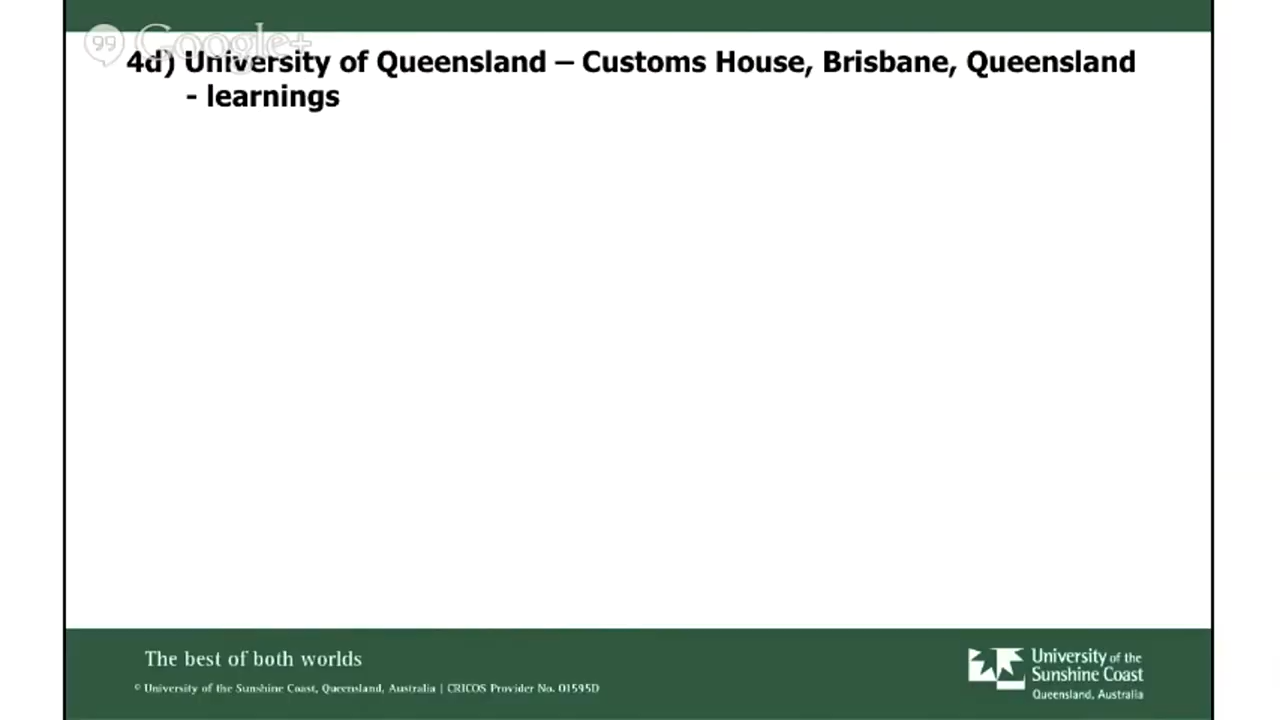 Google+
4d) University of Queensland – Customs House, Brisbane, Queensland
- learnings
The best of both worlds
© University of the Sunshine Coast, Queensland, Australia | CRICOS Provider No. 01595D
University of the
Sunshine Coast
Queensland, Australia